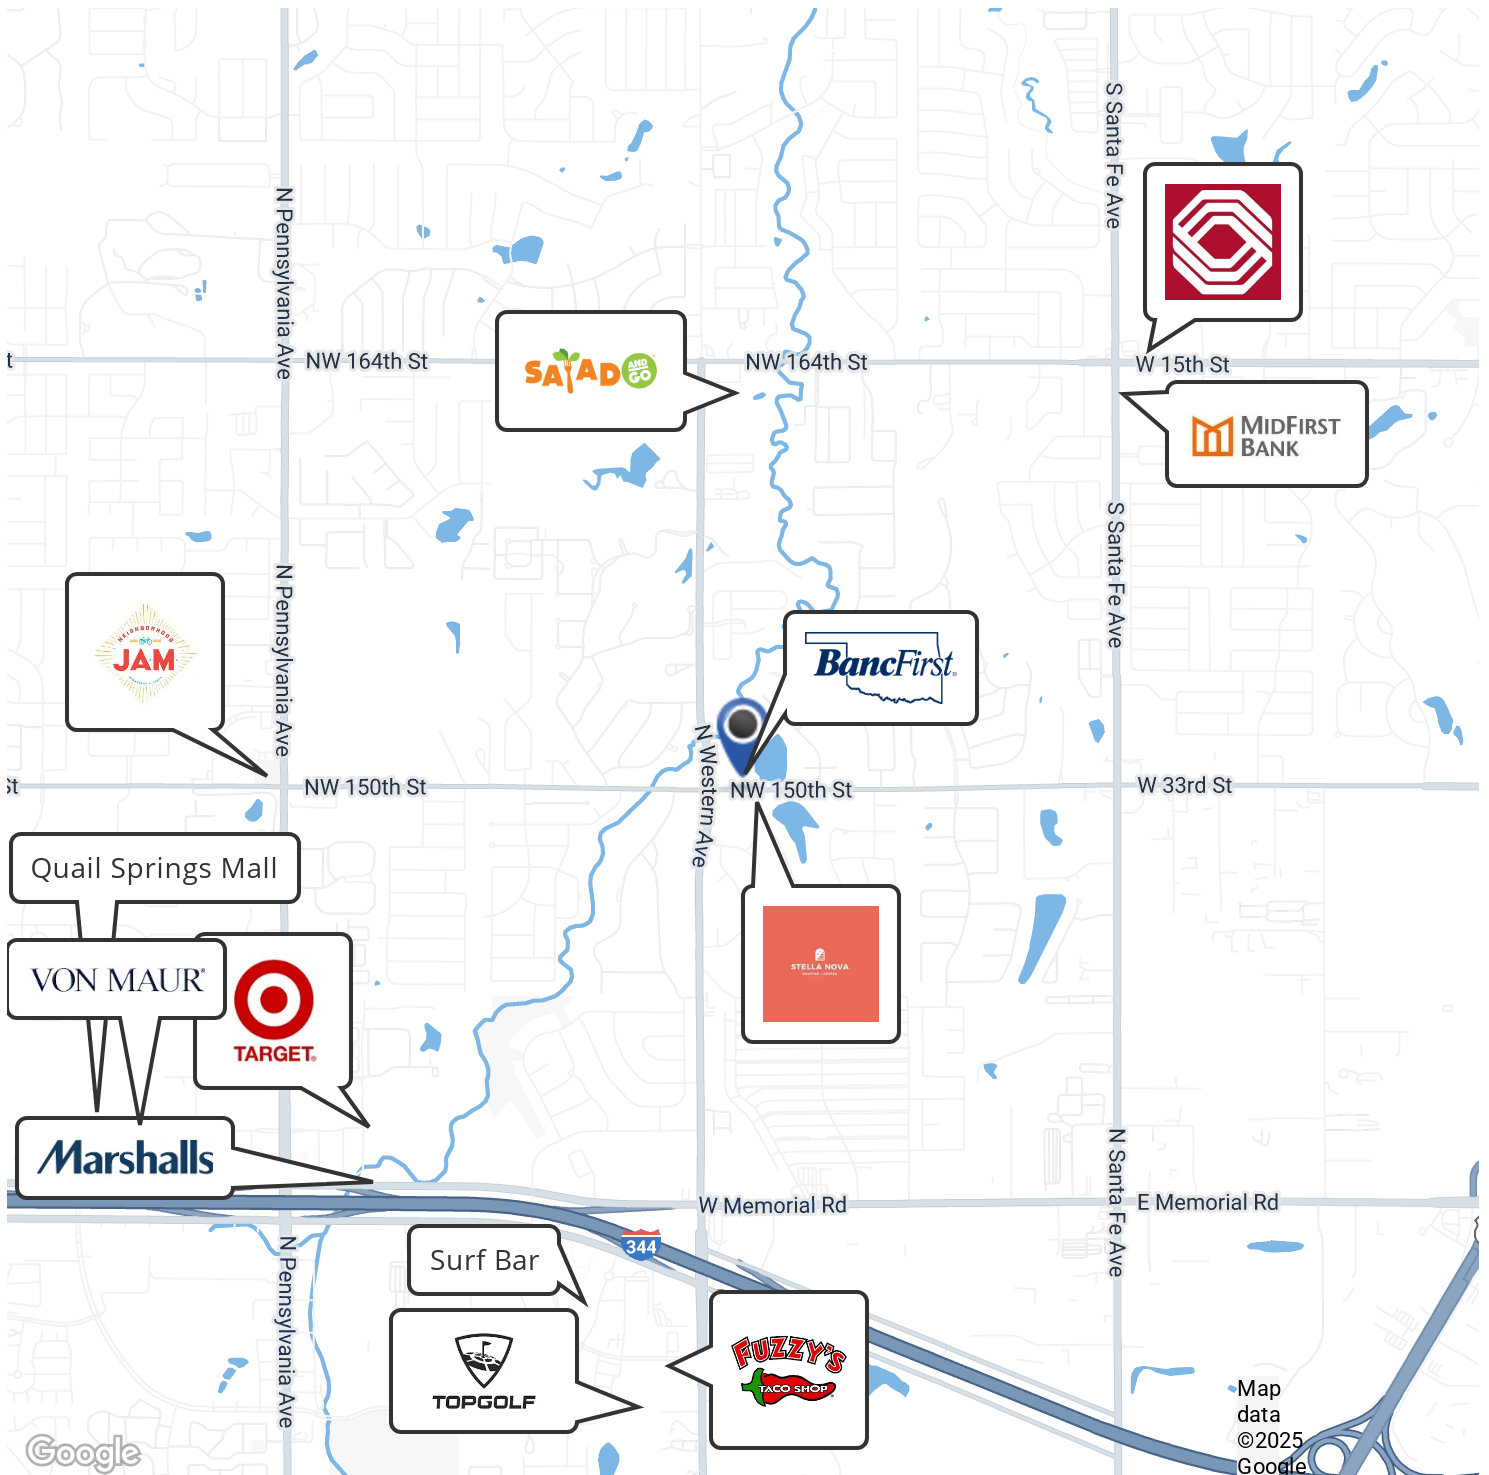 S Santa Fe Ave
N Pennsylvania Ave
t
NW 164th St
SALAD AND GO
NW 164th St
W 15th St
MIDFIRST
BANK
S Santa Fe Ave
N Pennsylvania Ave
NEIGHBORHOOD
JAM
BancFirst
N Western Ave
st
NW 150th St
NW 150th St
W 33rd St
Quail Springs Mall
VON MAUR
TARGET
STELLA NOVA
Marshalls
N Santa Fe Ave
W Memorial Rd
E Memorial Rd
344
Surf Bar
N Pennsylvania Ave
TOPGOLF
FUZZY'S
TACO SHOP
Map
data
©2025
Google
Google